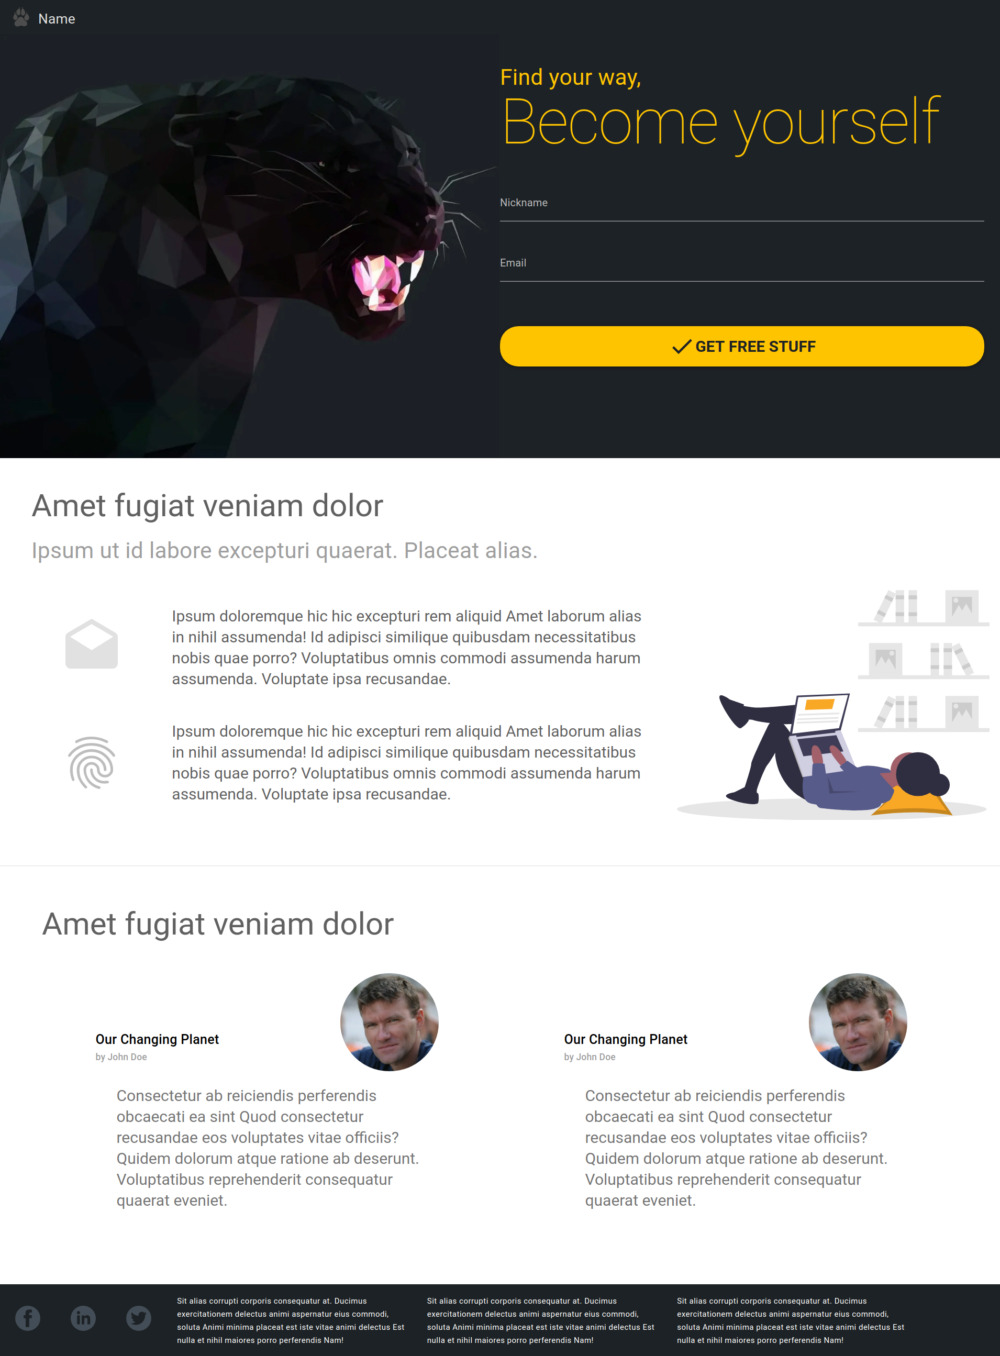 Name
Find your way,
Become yourself
Nickname
Email
GET FREE STUFF
Amet fugiat veniam dolor
Ipsum ut id labore excepturi quaerat. Placeat alias.
Ipsum doloremque hic hic excepturi rem aliquid Amet laborum alias
in nihil assumenda! Id adipisci similique quibusdam necessitatibus
nobis quae porro? Voluptatibus omnis commodi assumenda harum
assumenda. Voluptate ipsa recusandae.
Ipsum doloremque hic hic excepturi rem aliquid Amet laborum alias
in nihil assumenda! Id adipisci similique quibusdam necessitatibus
nobis quae porro? Voluptatibus omnis commodi assumenda harum
assumenda. Voluptate ipsa recusandae.
Amet fugiat veniam dolor
Our Changing Planet
by John Doe
Consectetur ab reiciendis perferendis
obcaecati ea sint Quod consectetur
recusandae eos voluptates vitae officiis?
Quidem dolorum atque ratione ab deserunt.
Voluptatibus reprehenderit consequatur
quaerat eveniet.
Our Changing Planet
by John Doe
Consectetur ab reiciendis perferendis
obcaecati ea sint Quod consectetur
recusandae eos voluptates vitae officiis?
Quidem dolorum atque ratione ab deserunt.
Voluptatibus reprehenderit consequatur
quaerat eveniet.
Sit alias corrupti corporis consequatur at. Ducimus
exercitationem delectus animi aspernatur eius commodi,
soluta Animi minima placeat est iste vitae animi delectus Est
nulla et nihil maiores porro perferendis Nam!
Sit alias corrupti corporis consequatur at. Ducimus
exercitationem delectus animi aspernatur eius commodi,
soluta Animi minima placeat est iste vitae animi delectus Est
nulla et nihil maiores porro perferendis Nam!
Sit alias corrupti corporis consequatur at. Ducimus
exercitationem delectus animi aspernatur eius commodi,
soluta Animi minima placeat est iste vitae animi delectus Est
nulla et nihil maiores porro perferendis Nam!